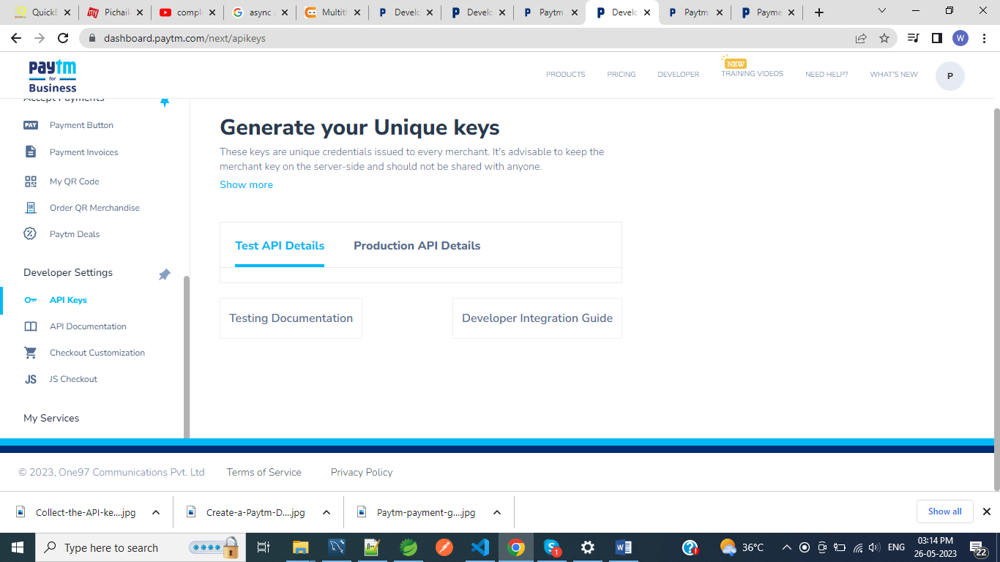 QuickB
Pichaik
comple
async a
Multith
Develo
Develo
Paytm
Develo
Paytm
Payme
dashboard.paytm.com/next/apikeys
W
paytm
for
Business
PRODUCTS
PRICING
DEVELOPER
NEW
TRAINING VIDEOS
NEED HELP?
WHAT'S NEW
P
Accept Payments
PAY Payment Button
Payment Invoices
My QR Code
Order QR Merchandise
Paytm Deals
Developer Settings
API Keys
API Documentation
Checkout Customization
JS JS Checkout
My Services
Generate your Unique keys
These keys are unique credentials issued to every merchant. It's advisable to keep the
merchant key on the server-side and should not be shared with anyone.
Show more
Test API Details
Production API Details
Testing Documentation
Developer Integration Guide
© 2023, One97 Communications Pvt. Ltd
Terms of Service
Privacy Policy
Collect-the-API-ke....jpg
Create-a-Paytm-D....jpg
Paytm-payment-g....jpg
Show all
Type here to search
1
36°C
ENG
03:14 PM
26-05-2023
22